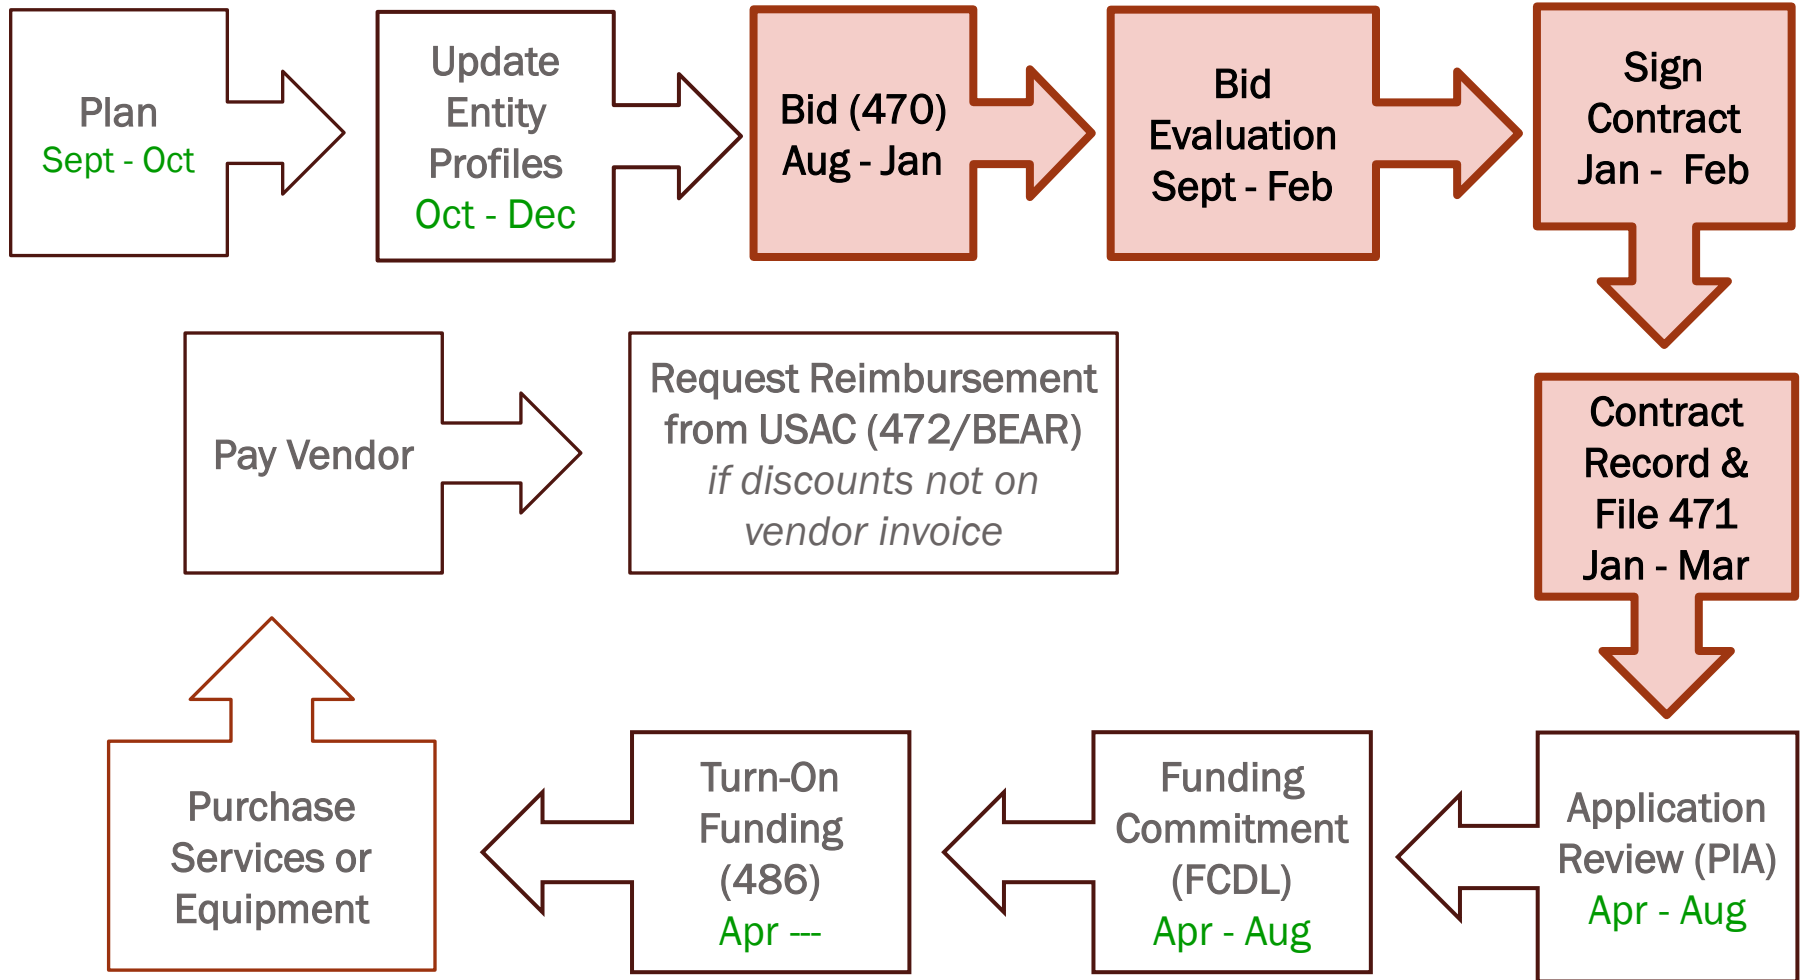 Plan
Sept - Oct
Update
Entity
Profiles
Oct - Dec
Bid (470)
Aug - Jan
Bid
Evaluation
Sept - Feb
Sign
Contract
Jan -  Feb
Contract
Record &
File 471
Jan - Mar
Application
Review (PIA)
Apr - Aug
Funding
Commitment
(FCDL)
Apr - Aug
Turn-On
Funding
(486)
Apr ---
Purchase
Services or
Equipment
Pay Vendor
Request Reimbursement
from USAC (472/BEAR)
if discounts not on
vendor invoice